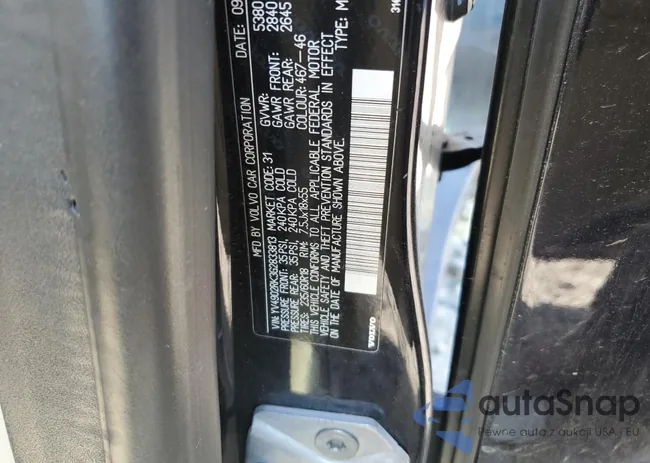 MFD BY VOLVO CAR CORPORATION DATE: 09
GVWR: 5380
GAWR FRONT: 2840
GAWR REAR: 2645
VIN: YV4902RK3G2833813 MARKET CODE: 31 COLOUR: 467-46
PRESSURE FRONT: 35PSI, 240KPA COLD TYPE: M
PRESSURE REAR: 35PSI, 240KPA COLD
TIRES: 235/60R18 RIM: 7,5Jx18x55
THIS VEHICLE CONFORMS TO ALL APPLICABLE FEDERAL MOTOR
VEHICLE SAFETY AND THEFT PREVENTION STANDARDS IN EFFECT
ON THE DATE OF MANUFACTURE SHOWN ABOVE.
VOLVO
autaSnap
Pewne auta z aukcji USA i EU